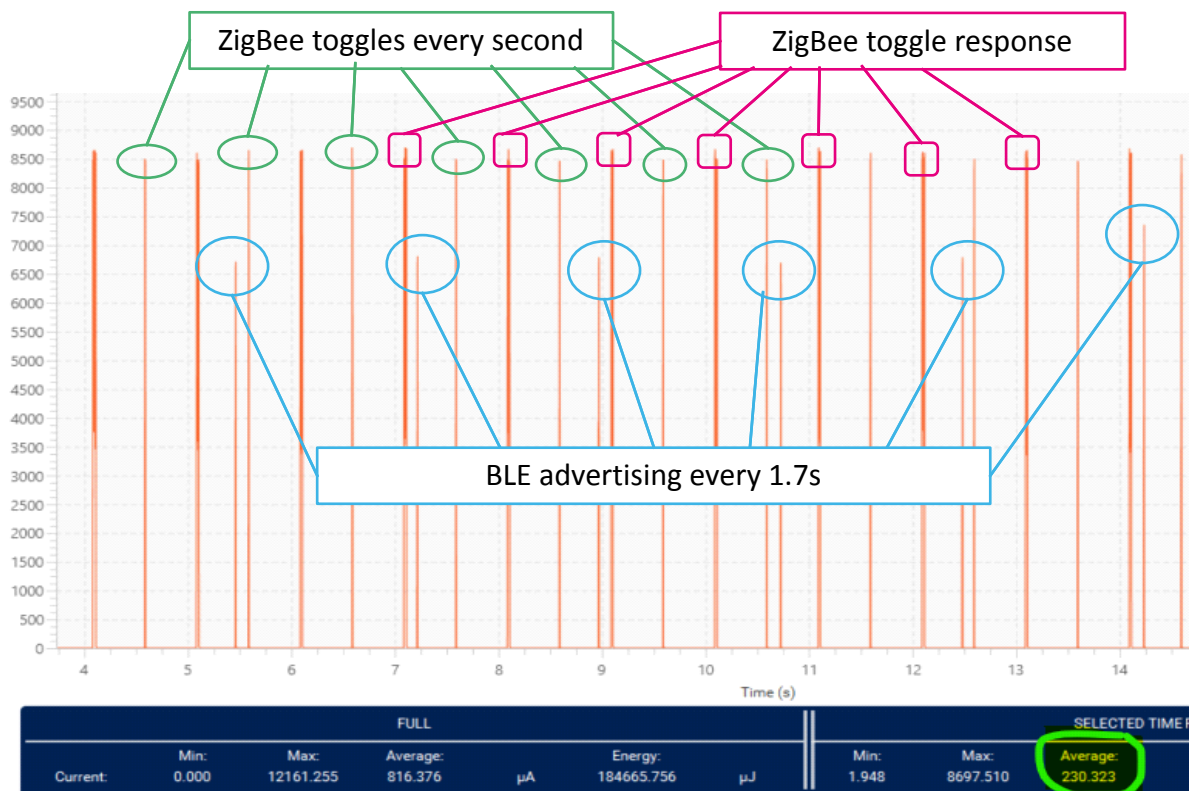 ZigBee toggles every second
ZigBee toggle response
9500
9000
8500
8000
7500
7000
6500
6000
5500
5000
4500
4000
3500
3000
2500
2000
1500
1000
500
0
BLE advertising every 1.7s
4 5 6 7 8 9 10 11 12 13 14
Time (s)
FULL SELECTED TIME
Min: Max: Average: Energy: Min: Max: Average:
Current: 0.000 12161.255 816.376 µA 184665.756 µJ 1.948 8697.510 230.323